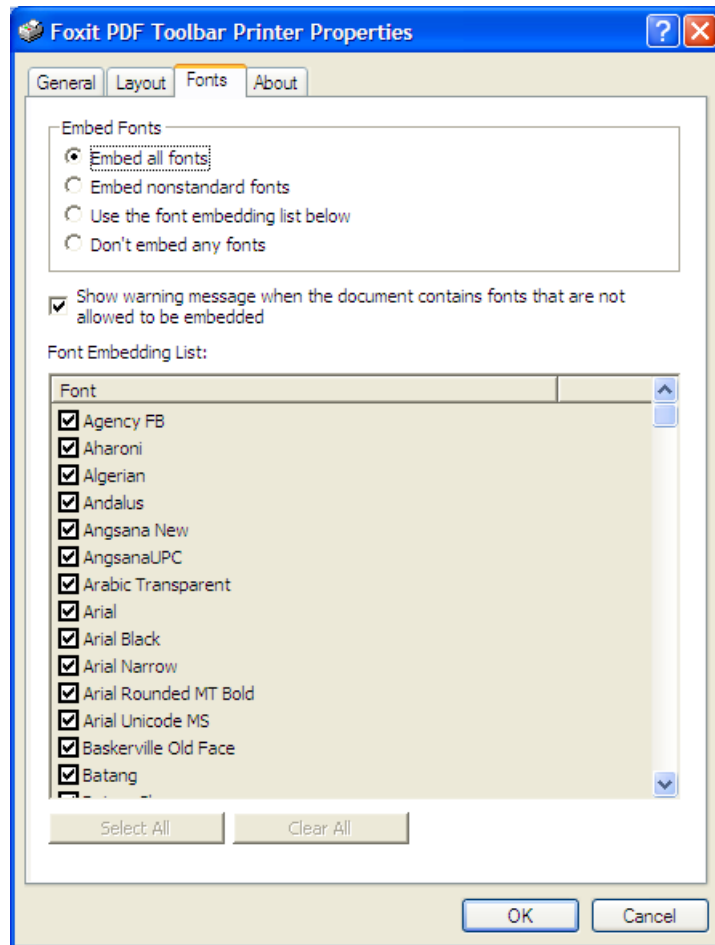 Foxit PDF Toolbar Printer Properties
General Layout Fonts About
Embed Fonts
Embed all fonts
Embed nonstandard fonts
Use the font embedding list below
Don't embed any fonts
Show warning message when the document contains fonts that are not
allowed to be embedded
Font Embedding List:
Font
Agency FB
Aharoni
Algerian
Andalus
Angsana New
AngsanaUPC
Arabic Transparent
Arial
Arial Black
Arial Narrow
Arial Rounded MT Bold
Arial Unicode MS
Baskerville Old Face
Batang
Select All Clear All
OK Cancel